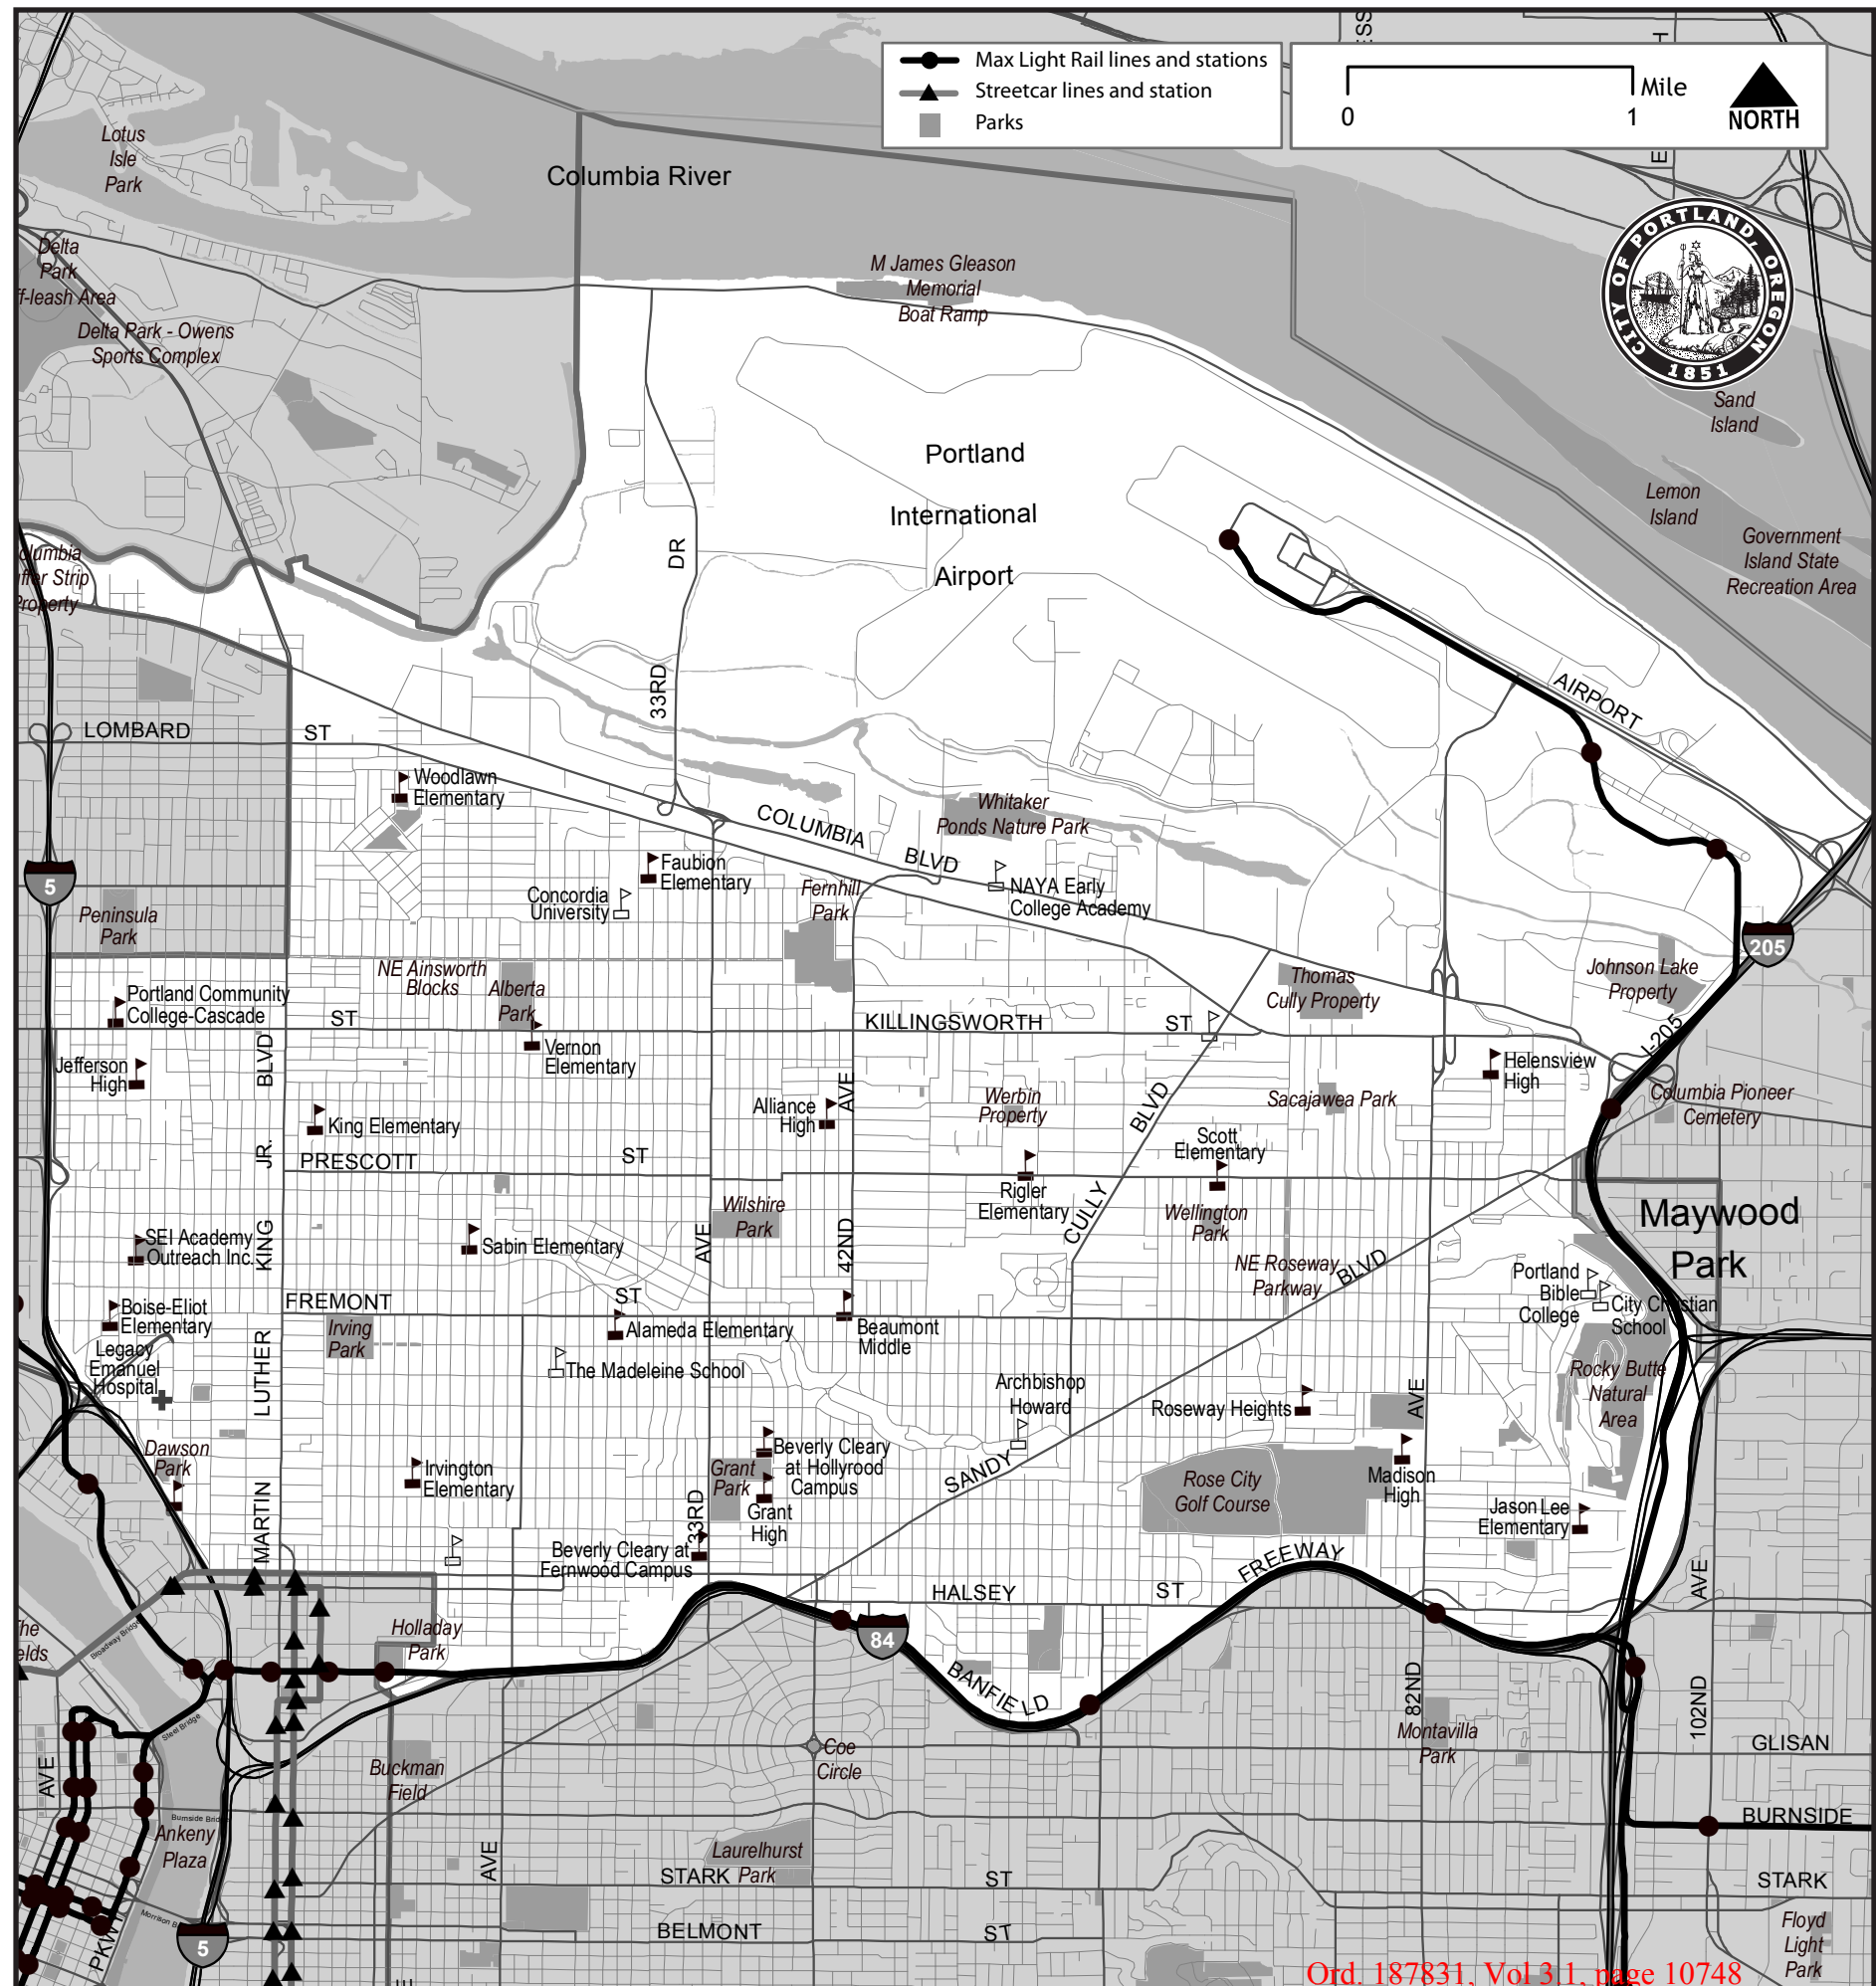 Max Light Rail lines and stations
Streetcar lines and station
Parks
0
1
Mile
NORTH
CITY OF PORTLAND, OREGON
1851
Lotus
Isle
Park
Columbia River
Delta
Park
ff-leash Area
Delta Park - Owens
Sports Complex
M James Gleason
Memorial
Boat Ramp
Sand
Island
Lemon
Island
Government
Island State
Recreation Area
Portland
International
Airport
DR
33RD
AIRPORT
LOMBARD
ST
Woodlawn
Elementary
COLUMBIA
BLVD
Whitaker
Ponds Nature Park
Faubion
Elementary
Concordia
University
Fernhill
Park
NAYA Early
College Academy
5
Peninsula
Park
205
NE Ainsworth
Blocks
Alberta
Park
Thomas
Cully Property
Johnson Lake
Property
Portland Community
College-Cascade
ST
KILLINGSWORTH
ST
I-205
Jefferson
High
BLVD
Vernon
Elementary
Helensview
High
Alliance
High
AVE
Werbin
Property
BLVD
Sacajawea Park
Columbia Pioneer
Cemetery
King Elementary
Scott
Elementary
JR.
PRESCOTT
ST
Rigler
Elementary
CULLY
Wilshire
Park
Wellington
Park
Maywood
Park
SEI Academy
Outreach Inc.
KING
Sabin Elementary
AVE
42ND
NE Roseway
Parkway
BLVD
Portland
Bible
College
City Christian
School
Boise-Eliot
Elementary
FREMONT
ST
Irving
Park
Alameda Elementary
Beaumont
Middle
Legacy
Emanuel
Hospital
LUTHER
The Madeleine School
Archbishop
Howard
Roseway Heights
AVE
Rocky Butte
Natural
Area
Dawson
Park
MARTIN
Irvington
Elementary
Grant
Park
Beverly Cleary
at Hollyrood
Campus
Grant
High
SANDY
Rose City
Golf Course
Madison
High
Jason Lee
Elementary
33RD
Beverly Cleary at
Fernwood Campus
HALSEY
ST
FREEWAY
AVE
Holladay
Park
Broadway Bridge
84
BANFIELD
82ND
102ND
Steel Bridge
Montavilla
Park
GLISAN
AVE
Buckman
Field
Coe
Circle
Burnside
BURNSIDE
Ankeny
Plaza
Laurelhurst
Park
AVE
STARK
ST
STARK
BELMONT
ST
Morrison
PKWY
5
Floyd
Light
Park
Ord. 187831, Vol 3.1, page 10748